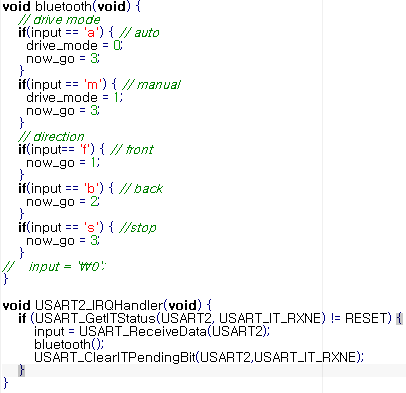 void bluetooth(void) {
// drive mode
if(input == 'a') { // auto
drive_mode = 0;
now_go = 3;
}
if(input == 'm') { // manual
drive_mode = 1;
now_go = 3;
}
// direction
if(input== 'f') { // front
now_go = 1;
}
if(input == 'b') { // back
now_go = 2;
}
if(input == 's') { //stop
now_go = 3;
}
// input = '₩0';
}
void USART2_IRQHandler(void) {
if (USART_GetITStatus(USART2, USART_IT_RXNE) != RESET) {
input = USART_ReceiveData(USART2);
bluetooth();
USART_ClearITPendingBit(USART2,USART_IT_RXNE);
}
}